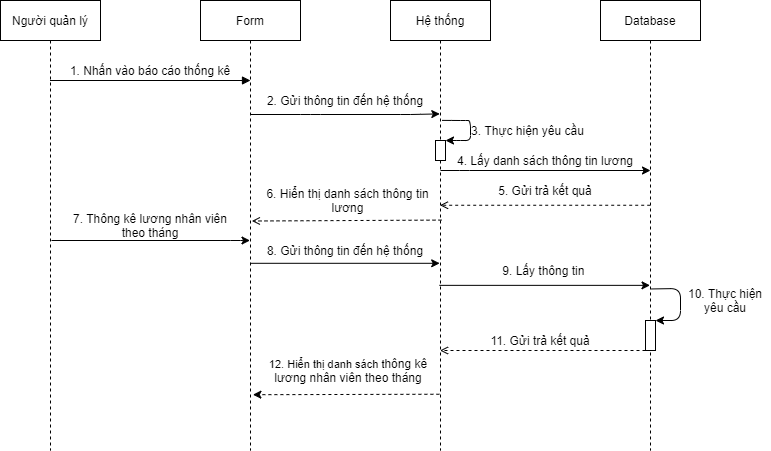 Người quản lý
Form
Hệ thống
Database
1. Nhấn vào báo cáo thống kê
2. Gửi thông tin đến hệ thống
3. Thực hiện yêu cầu
4. Lấy danh sách thông tin lương
5. Gửi trả kết quả
6. Hiển thị danh sách thông tin
lương
7. Thông kê lương nhân viên
theo tháng
8. Gửi thông tin đến hệ thống
9. Lấy thông tin
10. Thực hiện
yêu cầu
11. Gửi trả kết quả
12. Hiển thị danh sách thông kê
lương nhân viên theo tháng